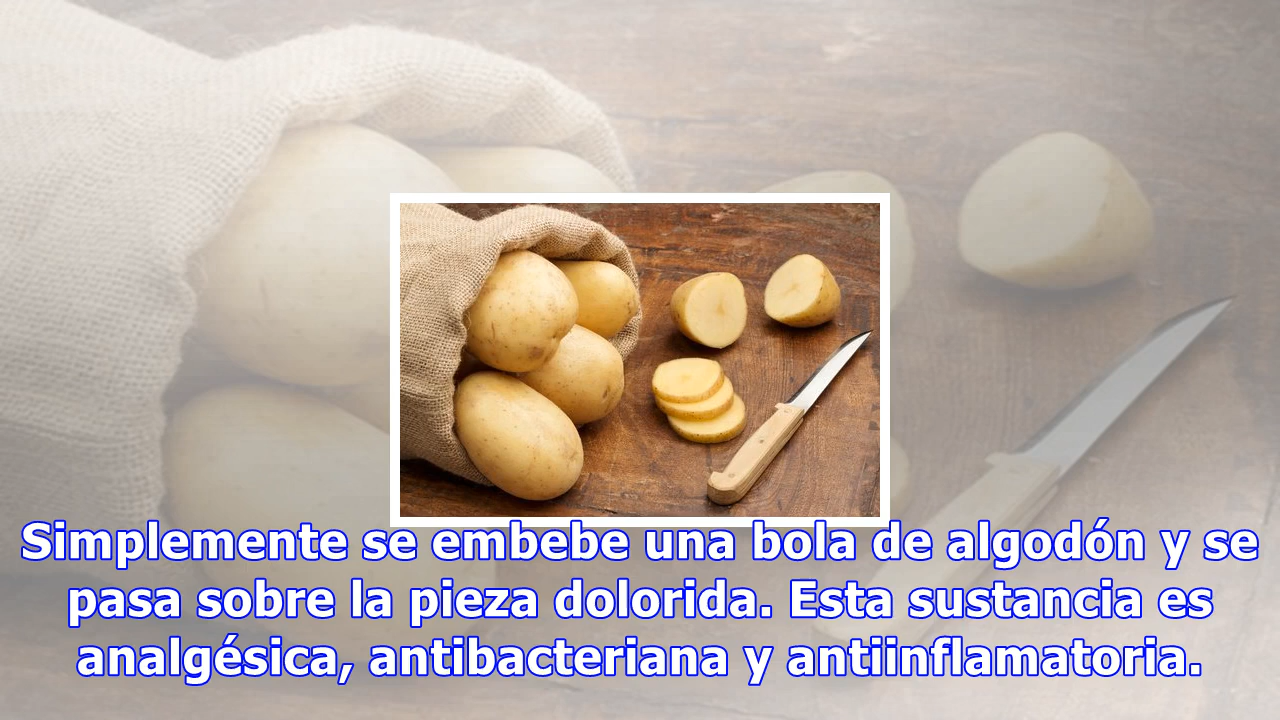 Simplemente se embebe una bola de algodón y se
pasa sobre la pieza dolorida. Esta sustancia es
analgésica, antibacteriana y antiinflamatoria.